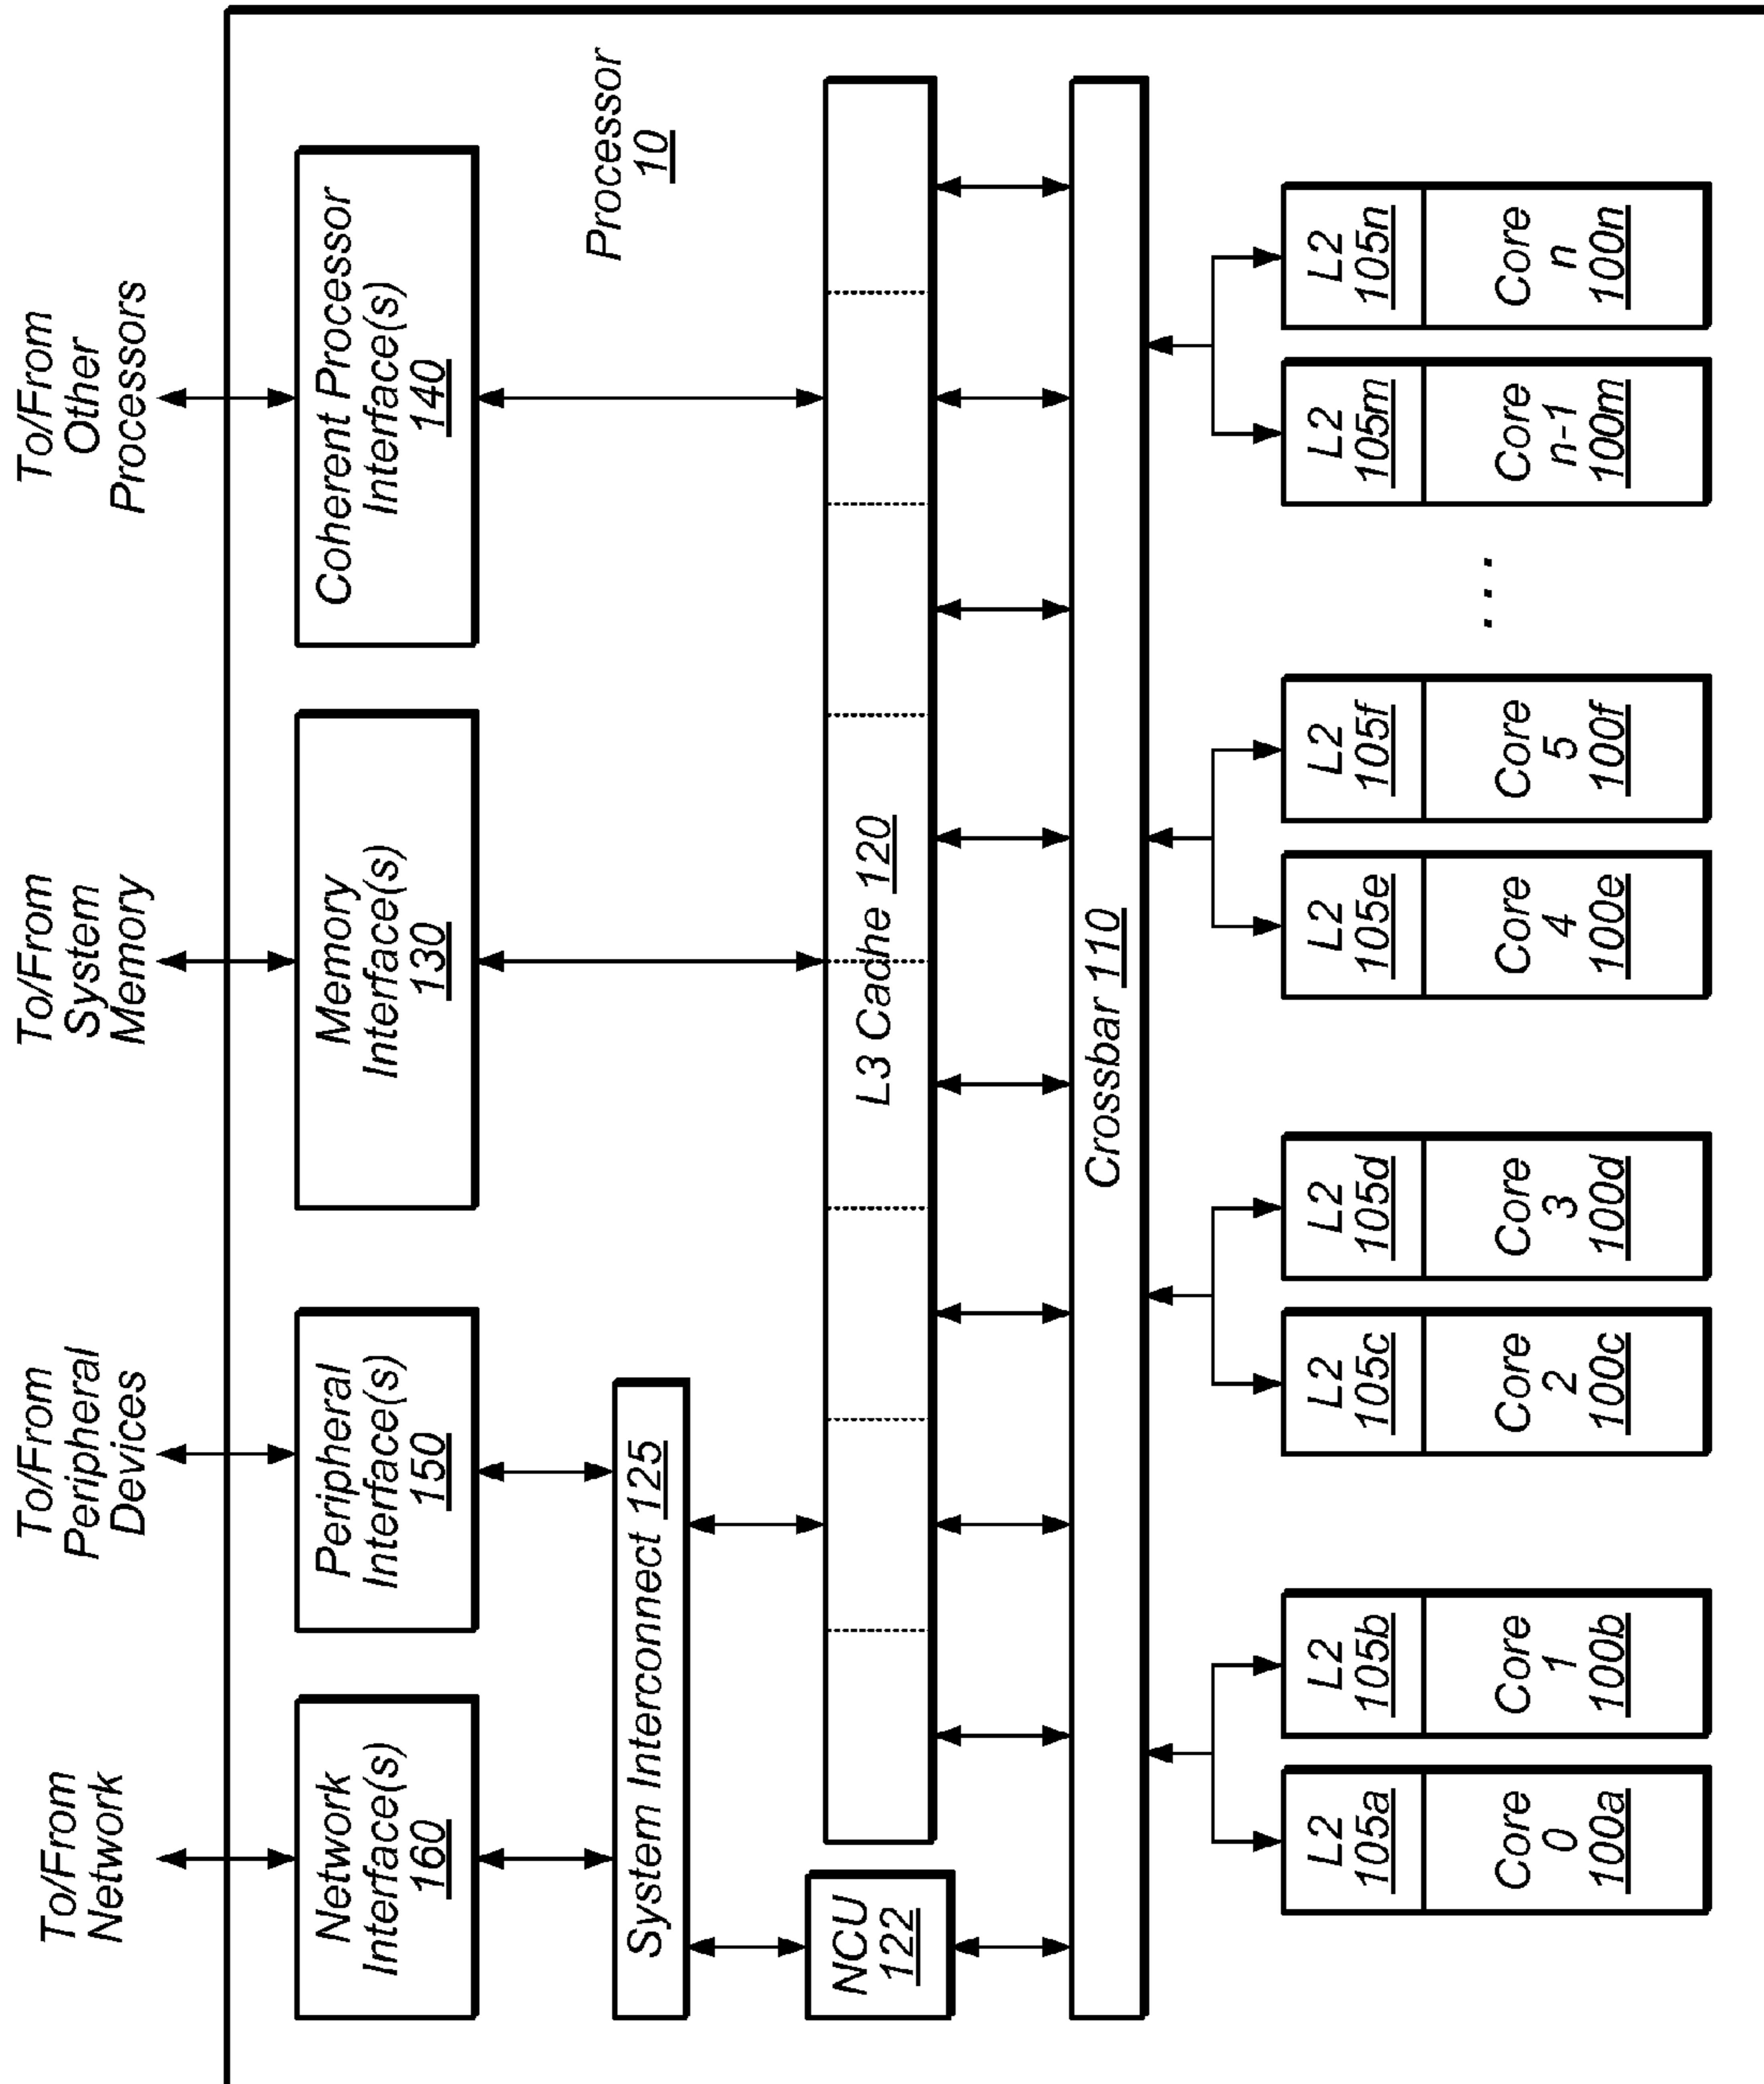 To/From
Network
To/From
Peripheral
Devices
To/From
System
Memory
To/From
Other
Processors
Network
Interface(s)
160
Peripheral
Interface(s)
150
Memory
Interface(s)
130
Coherent Processor
Interface(s)
140
Processor
10
System Interconnect 125
NCU
122
L3 Cache 120
Crossbar 110
L2
105a
Core
0
100a
L2
105b
Core
1
100b
L2
105c
Core
2
100c
L2
105d
Core
3
100d
L2
105e
Core
4
100e
L2
105f
Core
5
100f
...
L2
105m
Core
n-1
100m
L2
105n
Core
n
100n